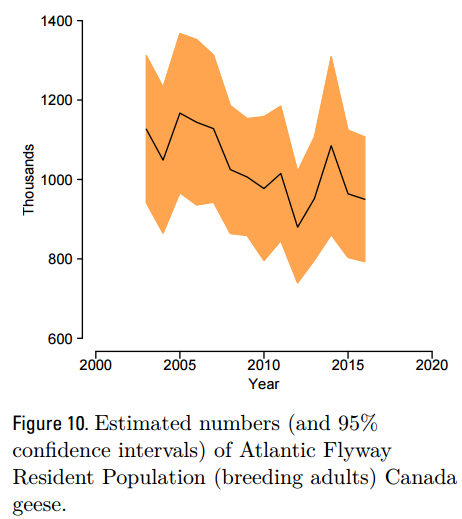 1400
1200
1000
800
600
Thousands
2000 2005 2010 2015 2020
Year
Figure 10. Estimated numbers (and 95%
confidence intervals) of Atlantic Flyway
Resident Population (breeding adults) Canada
geese.